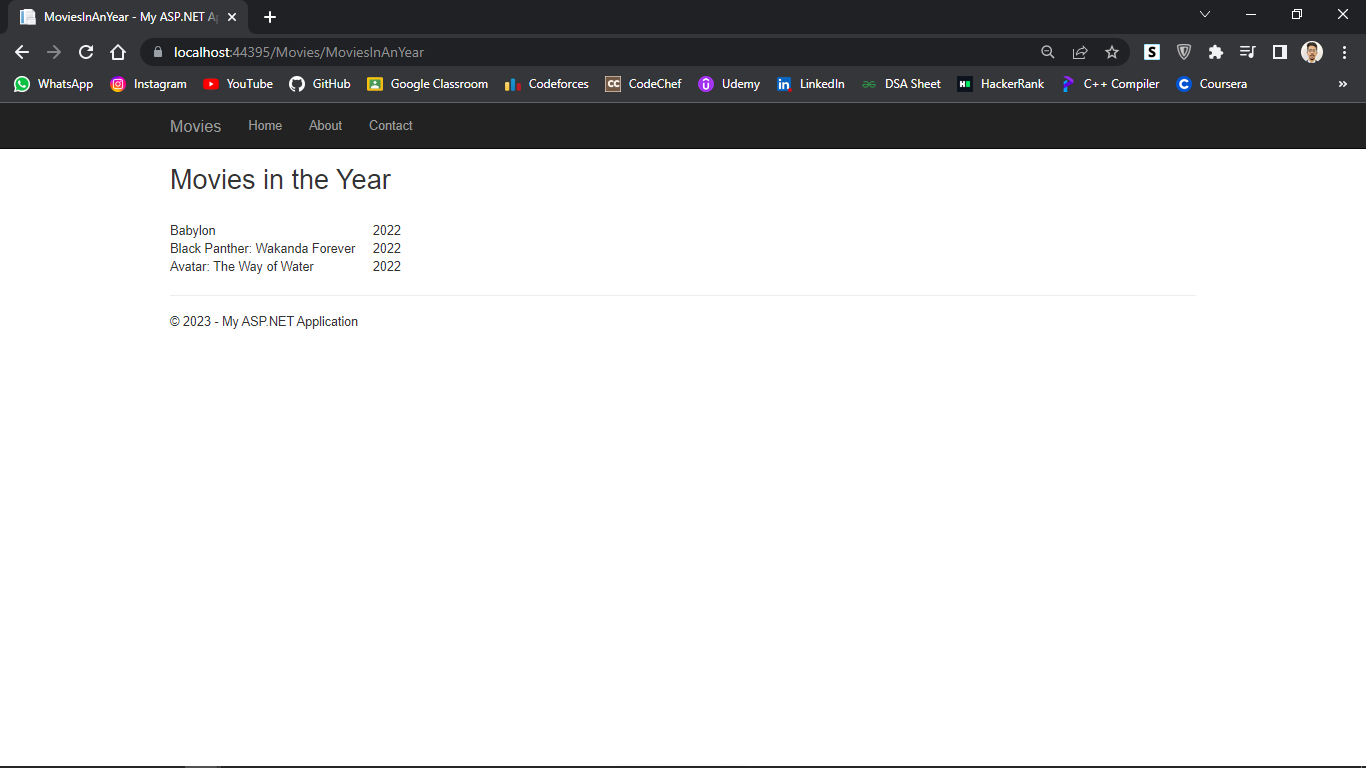 MoviesInAnYear - My ASP.NET A
localhost:44395/Movies/MoviesInAnYear
S
WhatsApp Instagram YouTube GitHub Google Classroom Codeforces CC CodeChef Udemy in LinkedIn DSA Sheet HackerRank C++ Compiler Coursera »
Movies Home About Contact
Movies in the Year
Babylon 2022
Black Panther: Wakanda Forever 2022
Avatar: The Way of Water 2022
© 2023 - My ASP.NET Application